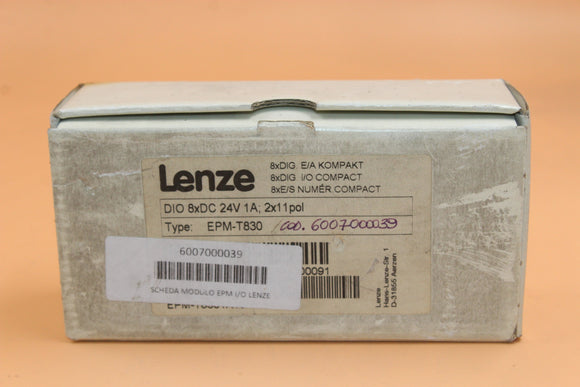 Lenze
8xDIG. E/A KOMPAKT
8xDIG. I/O COMPACT
8xE/S NUMÉR.COMPACT
DIO 8xDC 24V 1A; 2x11pol
Type: EPM-T830 cod. 6007000039
00091
6007000039
SCHEDA MODULO EPM I/O LENZE
Lenze
Hans-Lenze-Str. 1
D-31855 Aerzen